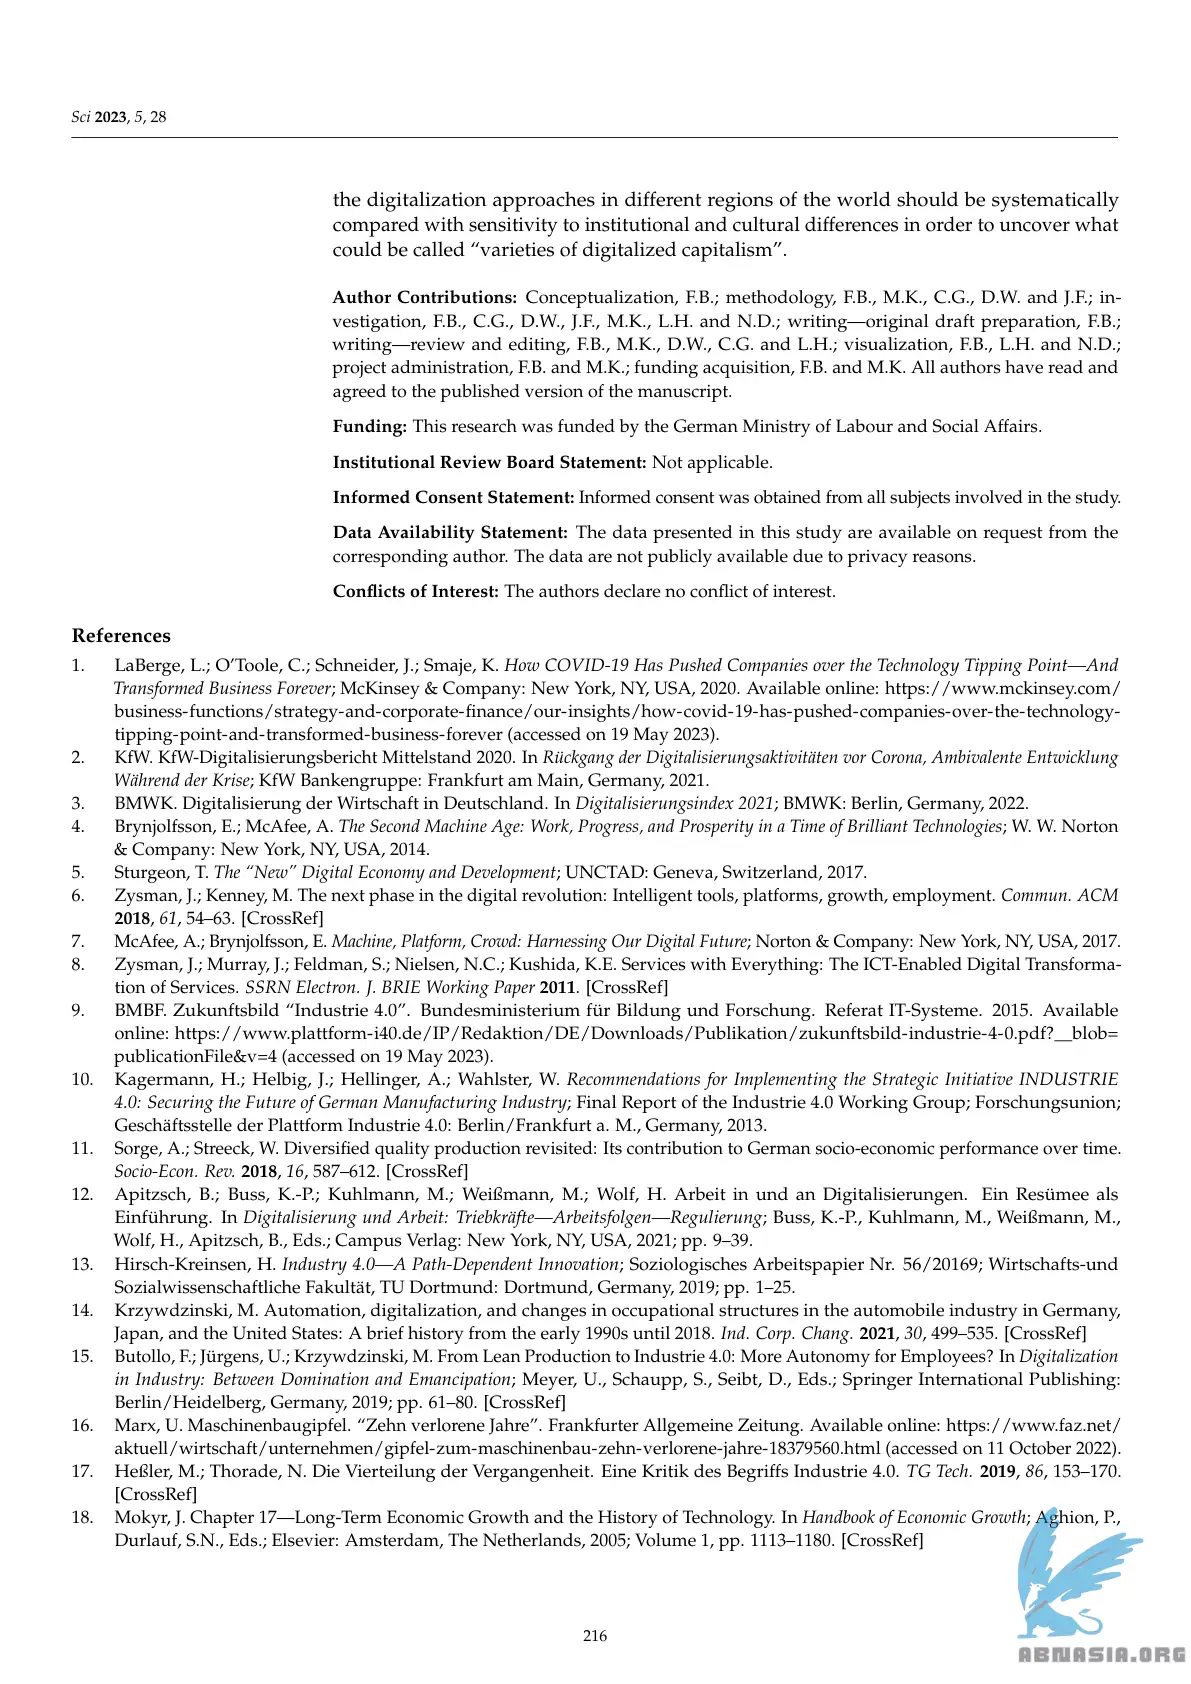 Sci 2023, 5, 28
the digitalization approaches in different regions of the world should be systematically
compared with sensitivity to institutional and cultural differences in order to uncover what
could be called “varieties of digitalized capitalism”.
Author Contributions: Conceptualization, F.B.; methodology, F.B., M.K., C.G., D.W. and J.F.; in-
vestigation, F.B., C.G., D.W., J.F., M.K., L.H. and N.D.; writing—original draft preparation, F.B.;
writing—review and editing, F.B., M.K., D.W., C.G. and L.H.; visualization, F.B., L.H. and N.D.;
project administration, F.B. and M.K.; funding acquisition, F.B. and M.K. All authors have read and
agreed to the published version of the manuscript.
Funding: This research was funded by the German Ministry of Labour and Social Affairs.
Institutional Review Board Statement: Not applicable.
Informed Consent Statement: Informed consent was obtained from all subjects involved in the study.
Data Availability Statement: The data presented in this study are available on request from the
corresponding author. The data are not publicly available due to privacy reasons.
Conflicts of Interest: The authors declare no conflict of interest.
References
1. LaBerge, L.; O’Toole, C.; Schneider, J.; Smaje, K. How COVID-19 Has Pushed Companies over the Technology Tipping Point—And
Transformed Business Forever; McKinsey & Company: New York, NY, USA, 2020. Available online: https://www.mckinsey.com/
business-functions/strategy-and-corporate-finance/our-insights/how-covid-19-has-pushed-companies-over-the-technology-
tipping-point-and-transformed-business-forever (accessed on 19 May 2023).
2. KfW. KfW-Digitalisierungsbericht Mittelstand 2020. In Rückgang der Digitalisierungsaktivitäten vor Corona, Ambivalente Entwicklung
Während der Krise; KfW Bankengruppe: Frankfurt am Main, Germany, 2021.
3. BMWK. Digitalisierung der Wirtschaft in Deutschland. In Digitalisierungsindex 2021; BMWK: Berlin, Germany, 2022.
4. Brynjolfsson, E.; McAfee, A. The Second Machine Age: Work, Progress, and Prosperity in a Time of Brilliant Technologies; W. W. Norton
& Company: New York, NY, USA, 2014.
5. Sturgeon, T. The “New” Digital Economy and Development; UNCTAD: Geneva, Switzerland, 2017.
6. Zysman, J.; Kenney, M. The next phase in the digital revolution: Intelligent tools, platforms, growth, employment. Commun. ACM
2018, 61, 54–63. [CrossRef]
7. McAfee, A.; Brynjolfsson, E. Machine, Platform, Crowd: Harnessing Our Digital Future; Norton & Company: New York, NY, USA, 2017.
8. Zysman, J.; Murray, J.; Feldman, S.; Nielsen, N.C.; Kushida, K.E. Services with Everything: The ICT-Enabled Digital Transforma-
tion of Services. SSRN Electron. J. BRIE Working Paper 2011. [CrossRef]
9. BMBF. Zukunftsbild “Industrie 4.0”. Bundesministerium für Bildung und Forschung. Referat IT-Systeme. 2015. Available
online: https://www.plattform-i40.de/IP/Redaktion/DE/Downloads/Publikation/zukunftsbild-industrie-4-0.pdf?__blob=
publicationFile&v=4 (accessed on 19 May 2023).
10. Kagermann, H.; Helbig, J.; Hellinger, A.; Wahlster, W. Recommendations for Implementing the Strategic Initiative INDUSTRIE
4.0: Securing the Future of German Manufacturing Industry; Final Report of the Industrie 4.0 Working Group; Forschungsunion;
Geschäftsstelle der Plattform Industrie 4.0: Berlin/Frankfurt a. M., Germany, 2013.
11. Sorge, A.; Streeck, W. Diversified quality production revisited: Its contribution to German socio-economic performance over time.
Socio-Econ. Rev. 2018, 16, 587–612. [CrossRef]
12. Apitzsch, B.; Buss, K.-P.; Kuhlmann, M.; Weißmann, M.; Wolf, H. Arbeit in und an Digitalisierungen. Ein Resümee als
Einführung. In Digitalisierung und Arbeit: Triebkräfte—Arbeitsfolgen—Regulierung; Buss, K.-P., Kuhlmann, M., Weißmann, M.,
Wolf, H., Apitzsch, B., Eds.; Campus Verlag: New York, NY, USA, 2021; pp. 9–39.
13. Hirsch-Kreinsen, H. Industry 4.0—A Path-Dependent Innovation; Soziologisches Arbeitspapier Nr. 56/20169; Wirtschafts-und
Sozialwissenschaftliche Fakultät, TU Dortmund: Dortmund, Germany, 2019; pp. 1–25.
14. Krzywdzinski, M. Automation, digitalization, and changes in occupational structures in the automobile industry in Germany,
Japan, and the United States: A brief history from the early 1990s until 2018. Ind. Corp. Chang. 2021, 30, 499–535. [CrossRef]
15. Butollo, F.; Jürgens, U.; Krzywdzinski, M. From Lean Production to Industrie 4.0: More Autonomy for Employees? In Digitalization
in Industry: Between Domination and Emancipation; Meyer, U., Schaupp, S., Seibt, D., Eds.; Springer International Publishing:
Berlin/Heidelberg, Germany, 2019; pp. 61–80. [CrossRef]
16. Marx, U. Maschinenbaugipfel. “Zehn verlorene Jahre”. Frankfurter Allgemeine Zeitung. Available online: https://www.faz.net/
aktuell/wirtschaft/unternehmen/gipfel-zum-maschinenbau-zehn-verlorene-jahre-18379560.html (accessed on 11 October 2022).
17. Heßler, M.; Thorade, N. Die Vierteilung der Vergangenheit. Eine Kritik des Begriffs Industrie 4.0. TG Tech. 2019, 86, 153–170.
[CrossRef]
18. Mokyr, J. Chapter 17—Long-Term Economic Growth and the History of Technology. In Handbook of Economic Growth; Aghion, P.,
Durlauf, S.N., Eds.; Elsevier: Amsterdam, The Netherlands, 2005; Volume 1, pp. 1113–1180. [CrossRef]
216
ABNASIA.ORG